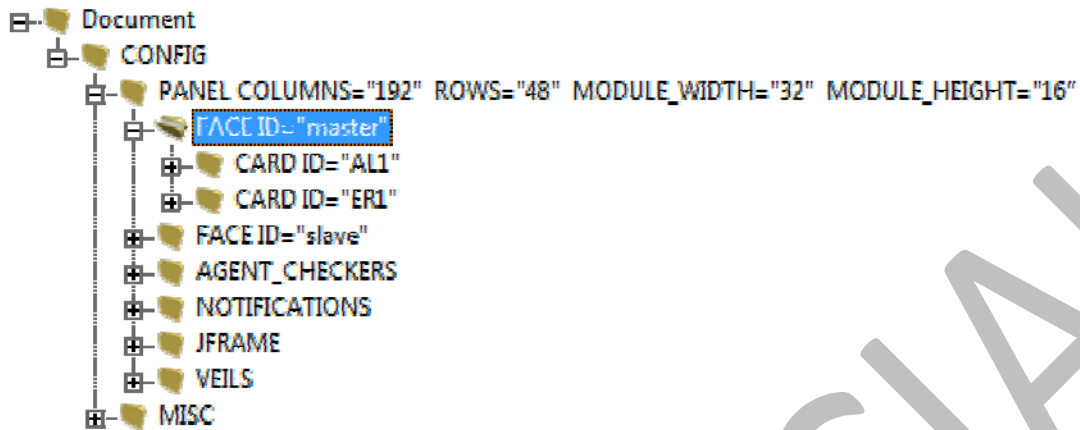 Document
CONFIG
PANEL COLUMNS="192" ROWS="48" MODULE_WIDTH="32" MODULE_HEIGHT="16"
FACE ID="master"
CARD ID="AL1"
CARD ID="ER1"
FACE ID="slave"
AGENT_CHECKERS
NOTIFICATIONS
JFRAME
VEILS
MISC